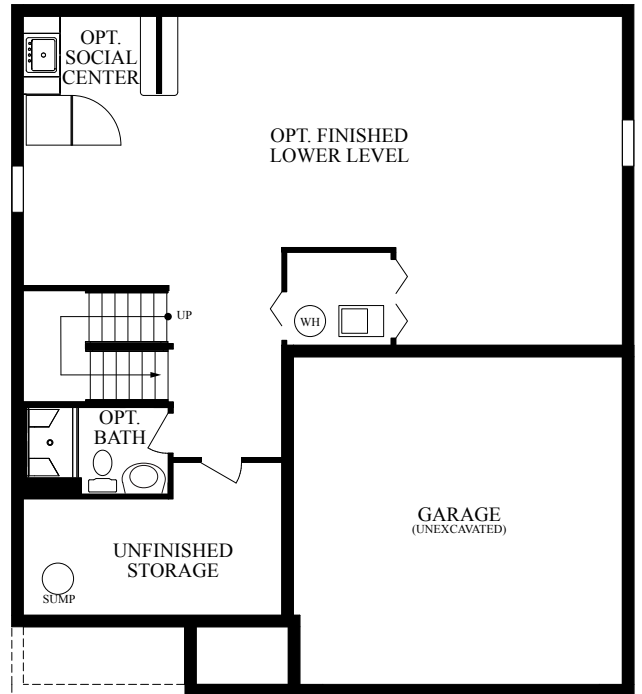 OPT.
SOCIAL
CENTER
OPT. FINISHED
LOWER LEVEL
UP
WH
OPT.
BATH
GARAGE
(UNEXCAVATED)
UNFINISHED
STORAGE
SUMP